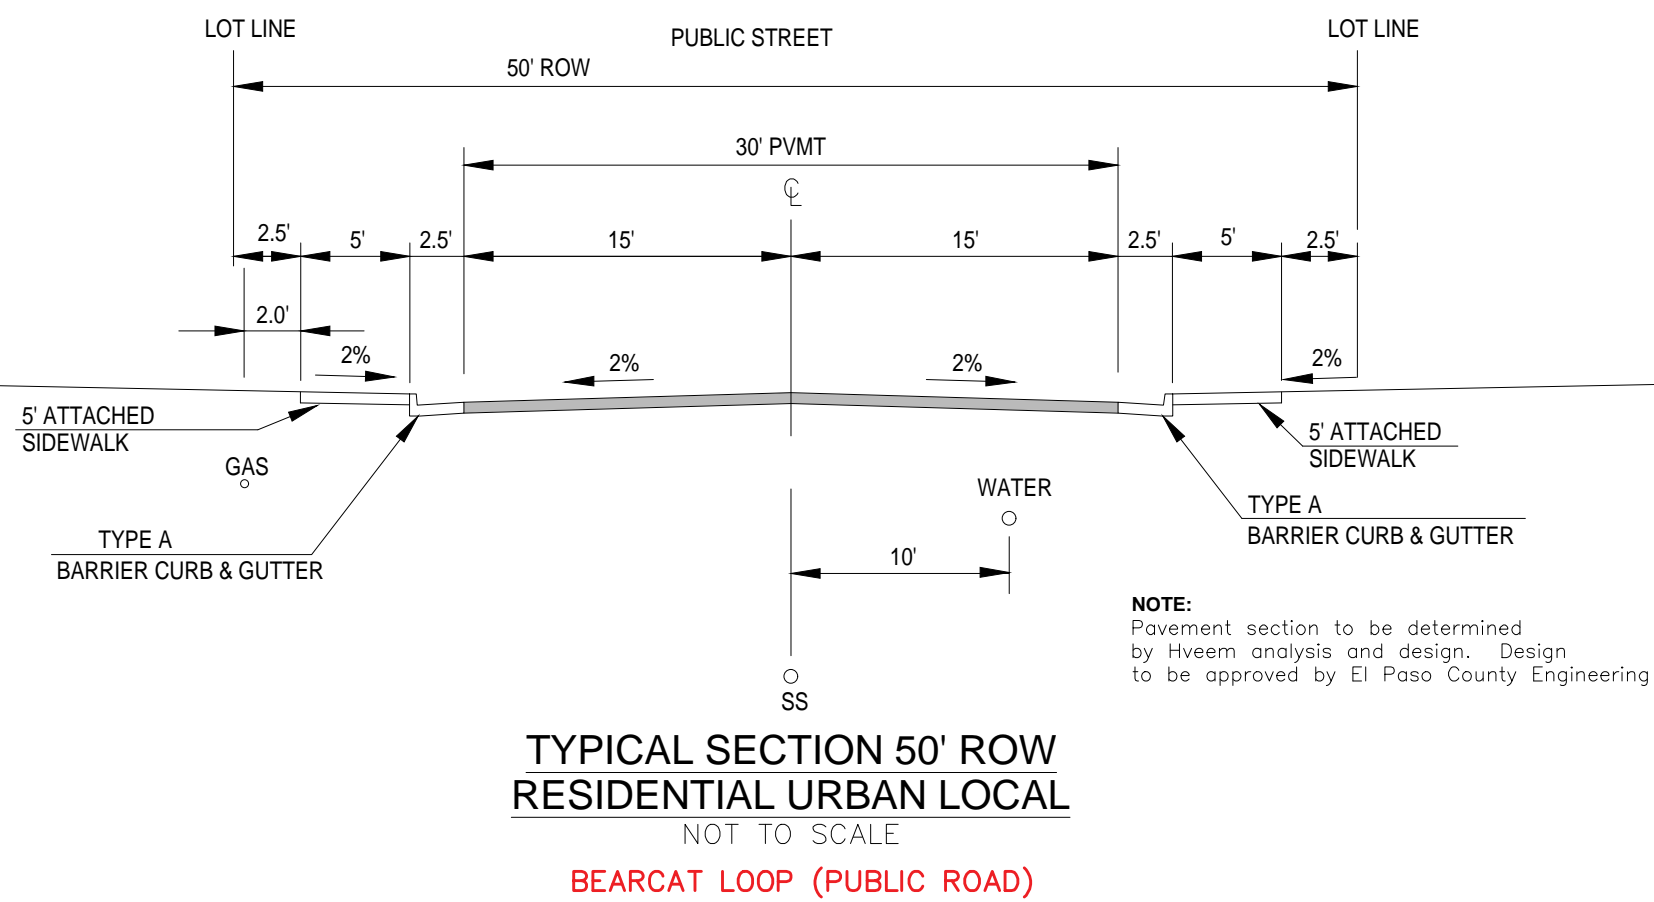 LOT LINE
PUBLIC STREET
LOT LINE
50' ROW
30' PVMT
℄
2.5'
5'
2.5'
15'
15'
2.5'
5'
2.5'
2.0'
2%
2%
2%
2%
5' ATTACHED
SIDEWALK
5' ATTACHED
SIDEWALK
GAS
WATER
TYPE A
BARRIER CURB & GUTTER
TYPE A
BARRIER CURB & GUTTER
10'
NOTE:
Pavement section to be determined
by Hveem analysis and design. Design
to be approved by El Paso County Engineering
SS
TYPICAL SECTION 50' ROW
RESIDENTIAL URBAN LOCAL
NOT TO SCALE
BEARCAT LOOP (PUBLIC ROAD)